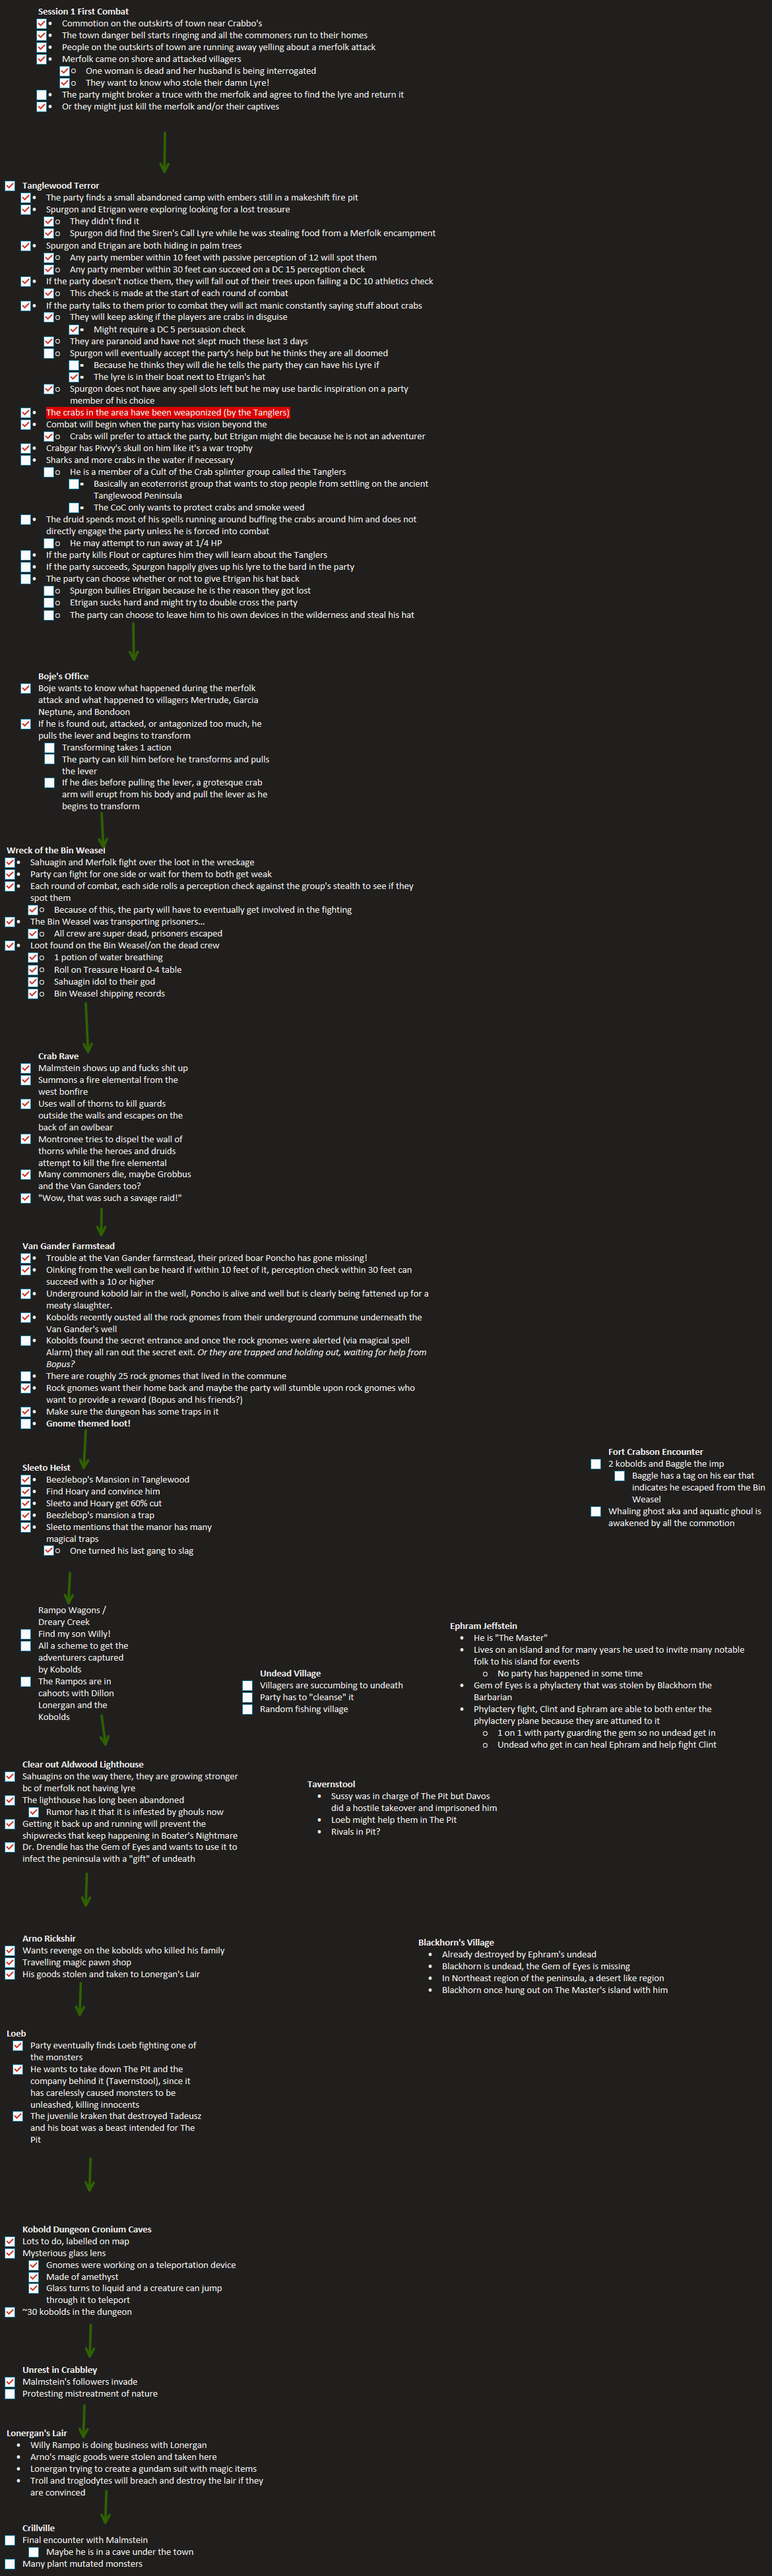 Session 1 First Combat
Commotion on the outskirts of town near Crabbo's
The town danger bell starts ringing and all the commoners run to their homes
People on the outskirts of town are running away yelling about a merfolk attack
Merfolk came on shore and attacked villagers
One woman is dead and her husband is being interrogated
They want to know who stole their damn Lyre!
The party might broker a truce with the merfolk and agree to find the lyre and return it
Or they might just kill the merfolk and/or their captives
Tanglewood Terror
The party finds a small abandoned camp with embers still in a makeshift fire pit
Spurgon and Etrigan were exploring looking for a lost treasure
They didn't find it
Spurgon did find the Siren's Call Lyre while he was stealing food from a Merfolk encampment
Spurgon and Etrigan are both hiding in palm trees
Any party member within 10 feet with passive perception of 12 will spot them
Any party member within 30 feet can succeed on a DC 15 perception check
If the party doesn't notice them, they will fall out of their trees upon failing a DC 10 athletics check
This check is made at the start of each round of combat
If the party talks to them prior to combat they will act manic constantly saying stuff about crabs
They will keep asking if the players are crabs in disguise
Might require a DC 5 persuasion check
They are paranoid and have not slept much these last 3 days
Spurgon will eventually accept the party's help but he thinks they are all doomed
Because he thinks they will die he tells the party they can have his Lyre if
The lyre is in their boat next to Etrigan's hat
Spurgon does not have any spell slots left but he may use bardic inspiration on a party
member of his choice
The crabs in the area have been weaponized (by the Tanglers)
Combat will begin when the party has vision beyond the
Crabs will prefer to attack the party, but Etrigan might die because he is not an adventurer
Crabgar has Pivvy's skull on him like it's a war trophy
Sharks and more crabs in the water if necessary
He is a member of a Cult of the Crab splinter group called the Tanglers
Basically an ecoterrorist group that wants to stop people from settling on the ancient
Tanglewood Peninsula
The CoC only wants to protect crabs and smoke weed
The druid spends most of his spells running around buffing the crabs around him and does not
directly engage the party unless he is forced into combat
He may attempt to run away at 1/4 HP
If the party kills Flout or captures him they will learn about the Tanglers
If the party succeeds, Spurgon happily gives up his lyre to the bard in the party
The party can choose whether or not to give Etrigan his hat back
Spurgon bullies Etrigan because he is the reason they got lost
Etrigan sucks hard and might try to double cross the party
The party can choose to leave him to his own devices in the wilderness and steal his hat
Boje's Office
Boje wants to know what happened during the merfolk
attack and what happened to villagers Mertrude, Garcia
Neptune, and Bondoon
If he is found out, attacked, or antagonized too much, he
pulls the lever and begins to transform
Transforming takes 1 action
The party can kill him before he transforms and pulls
the lever
If he dies before pulling the lever, a grotesque crab
arm will erupt from his body and pull the lever as he
begins to transform
Wreck of the Bin Weasel
Sahuagin and Merfolk fight over the loot in the wreckage
Party can fight for one side or wait for them to both get weak
Each round of combat, each side rolls a perception check against the group's stealth to see if they
spot them
Because of this, the party will have to eventually get involved in the fighting
The Bin Weasel was transporting prisoners...
All crew are super dead, prisoners escaped
Loot found on the Bin Weasel/on the dead crew
1 potion of water breathing
Roll on Treasure Hoard 0-4 table
Sahuagin idol to their god
Bin Weasel shipping records
Crab Rave
Malmstein shows up and fucks shit up
Summons a fire elemental from the
west bonfire
Uses wall of thorns to kill guards
outside the walls and escapes on the
back of an owlbear
Montronee tries to dispel the wall of
thorns while the heroes and druids
attempt to kill the fire elemental
Many commoners die, maybe Grobbus
and the Van Ganders too?
"Wow, that was such a savage raid!"
Van Gander Farmstead
Trouble at the Van Gander farmstead, their prized boar Poncho has gone missing!
Oinking from the well can be heard if within 10 feet of it, perception check within 30 feet can
succeed with a 10 or higher
Underground kobold lair in the well, Poncho is alive and well but is clearly being fattened up for a
meaty slaughter.
Kobolds recently ousted all the rock gnomes from their underground commune underneath the
Van Gander's well
Kobolds found the secret entrance and once the rock gnomes were alerted (via magical spell
Alarm) they all ran out the secret exit. Or they are trapped and holding out, waiting for help from
Bopus?
There are roughly 25 rock gnomes that lived in the commune
Rock gnomes want their home back and maybe the party will stumble upon rock gnomes who
want to provide a reward (Bopus and his friends?)
Make sure the dungeon has some traps in it
Gnome themed loot!
Fort Crabson Encounter
2 kobolds and Baggle the imp
Baggle has a tag on his ear that
indicates he escaped from the Bin
Weasel
Whaling ghost aka and aquatic ghoul is
awakened by all the commotion
Sleeto Heist
Beezlebop's Mansion in Tanglewood
Find Hoary and convince him
Sleeto and Hoary get 60% cut
Beezlebop's mansion a trap
Sleeto mentions that the manor has many
magical traps
One turned his last gang to slag
Rampo Wagons /
Dreary Creek
Find my son Willy!
All a scheme to get the
adventurers captured
by Kobolds
The Rampos are in
cahoots with Dillon
Lonergan and the
Kobolds
Undead Village
Villagers are succumbing to undeath
Party has to "cleanse" it
Random fishing village
Ephram Jeffstein
He is "The Master"
Lives on an island and for many years he used to invite many notable
folk to his island for events
No party has happened in some time
Gem of Eyes is a phylactery that was stolen by Blackhorn the
Barbarian
Phylactery fight, Clint and Ephram are able to both enter the
phylactery plane because they are attuned to it
1 on 1 with party guarding the gem so no undead get in
Undead who get in can heal Ephram and help fight Clint
Clear out Aldwood Lighthouse
Sahuagins on the way there, they are growing stronger
bc of merfolk not having lyre
The lighthouse has long been abandoned
Rumor has it that it is infested by ghouls now
Getting it back up and running will prevent the
shipwrecks that keep happening in Boater's Nightmare
Dr. Drendle has the Gem of Eyes and wants to use it to
infect the peninsula with a "gift" of undeath
Tavernstool
Sussy was in charge of The Pit but Davos
did a hostile takeover and imprisoned him
Loeb might help them in The Pit
Rivals in Pit?
Arno Rickshir
Wants revenge on the kobolds who killed his family
Travelling magic pawn shop
His goods stolen and taken to Lonergan's Lair
Blackhorn's Village
Already destroyed by Ephram's undead
Blackhorn is undead, the Gem of Eyes is missing
In Northeast region of the peninsula, a desert like region
Blackhorn once hung out on The Master's island with him
Loeb
Party eventually finds Loeb fighting one of
the monsters
He wants to take down The Pit and the
company behind it (Tavernstool), since it
has carelessly caused monsters to be
unleashed, killing innocents
The juvenile kraken that destroyed Tadeusz
and his boat was a beast intended for The
Pit
Kobold Dungeon Cronium Caves
Lots to do, labelled on map
Mysterious glass lens
Gnomes were working on a teleportation device
Made of amethyst
Glass turns to liquid and a creature can jump
through it to teleport
~30 kobolds in the dungeon
Unrest in Crabbley
Malmstein's followers invade
Protesting mistreatment of nature
Lonergan's Lair
Willy Rampo is doing business with Lonergan
Arno's magic goods were stolen and taken here
Lonergan trying to create a gundam suit with magic items
Troll and troglodytes will breach and destroy the lair if they
are convinced
Crillville
Final encounter with Malmstein
Maybe he is in a cave under the town
Many plant mutated monsters